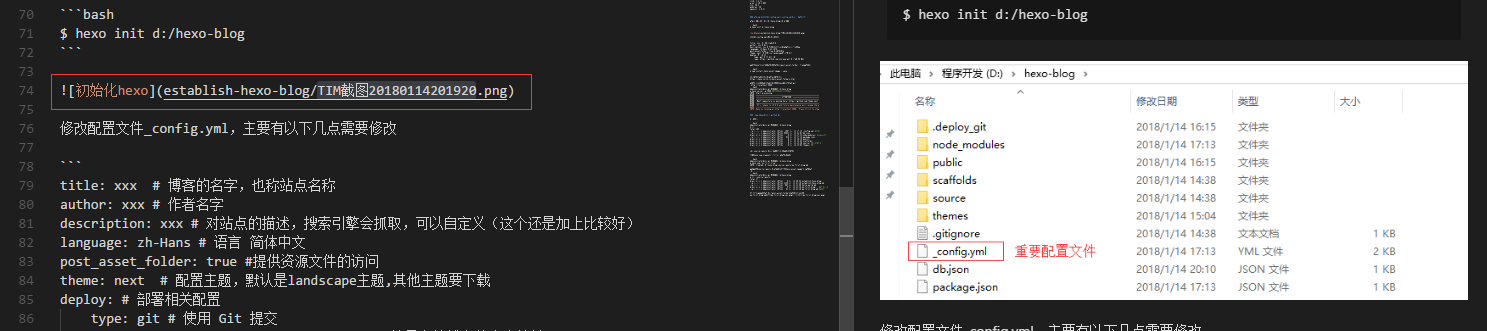 70 ```bash
71 $ hexo init d:/hexo-blog
72 ```
73
74 ![初始化hexo](establish-hexo-blog/TIM截图20180114201920.png)
75
76 修改配置文件_config.yml，主要有以下几点需要修改
77
78 ```
79 title: xxx  # 博客的名字，也称站点名称
80 author: xxx # 作者名字
81 description: xxx # 对站点的描述，搜索引擎会抓取，可以自定义（这个还是加上比较好）
82 language: zh-Hans # 语言 简体中文
83 post_asset_folder: true #提供资源文件的访问
84 theme: next  # 配置主题，默认是landscape主题,其他主题要下载
85 deploy: # 部署相关配置
86     type: git # 使用 Git 提交
$ hexo init d:/hexo-blog
此电脑 > 程序开发 (D:) > hexo-blog >
名称 修改日期 类型 大小
.deploy_git 2018/1/14 16:15 文件夹
node_modules 2018/1/14 17:13 文件夹
public 2018/1/14 16:15 文件夹
scaffolds 2018/1/14 14:38 文件夹
source 2018/1/14 14:38 文件夹
themes 2018/1/14 15:04 文件夹
.gitignore 2018/1/14 14:38 文本文档 1 KB
_config.yml 重要配置文件 2018/1/14 17:13 YML 文件 2 KB
db.json 2018/1/14 20:10 JSON 文件 1 KB
package.json 2018/1/14 17:13 JSON 文件 1 KB
修改配置文件_config.yml，主要有以下几点需要修改